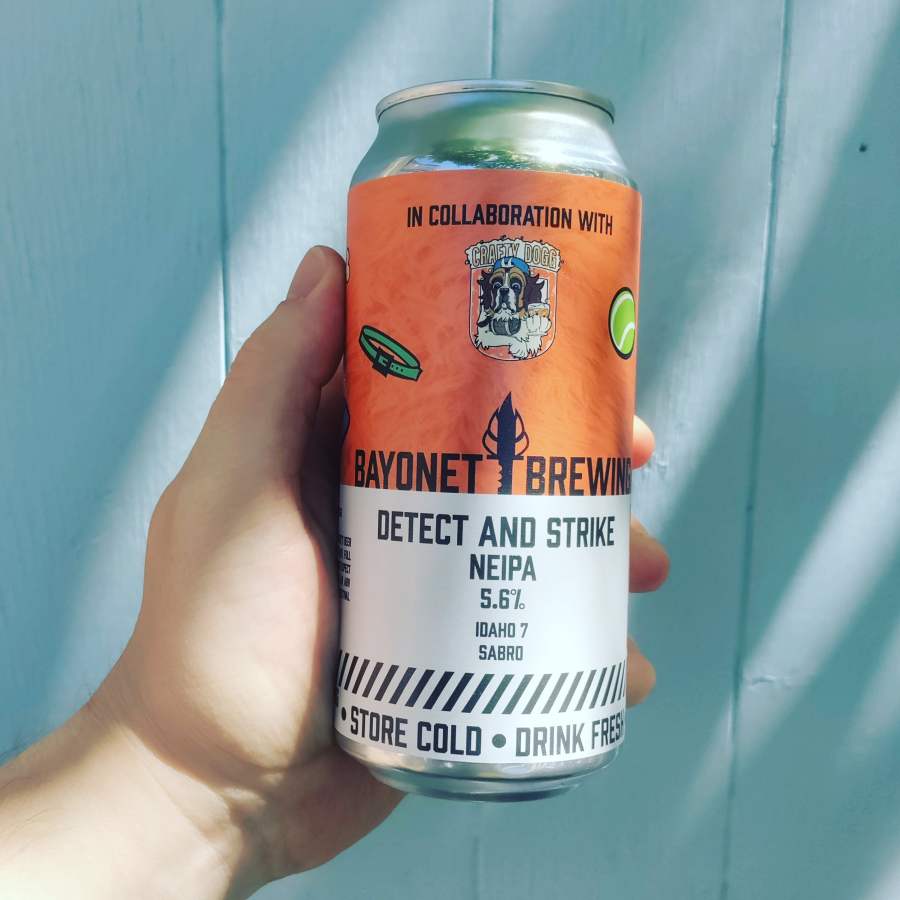 IN COLLABORATION WITH
CRAFTY DOGG
BAYONET BREWING
DETECT AND STRIKE
NEIPA
5.6%
IDAHO 7
SABRO
• STORE COLD • DRINK FRESH